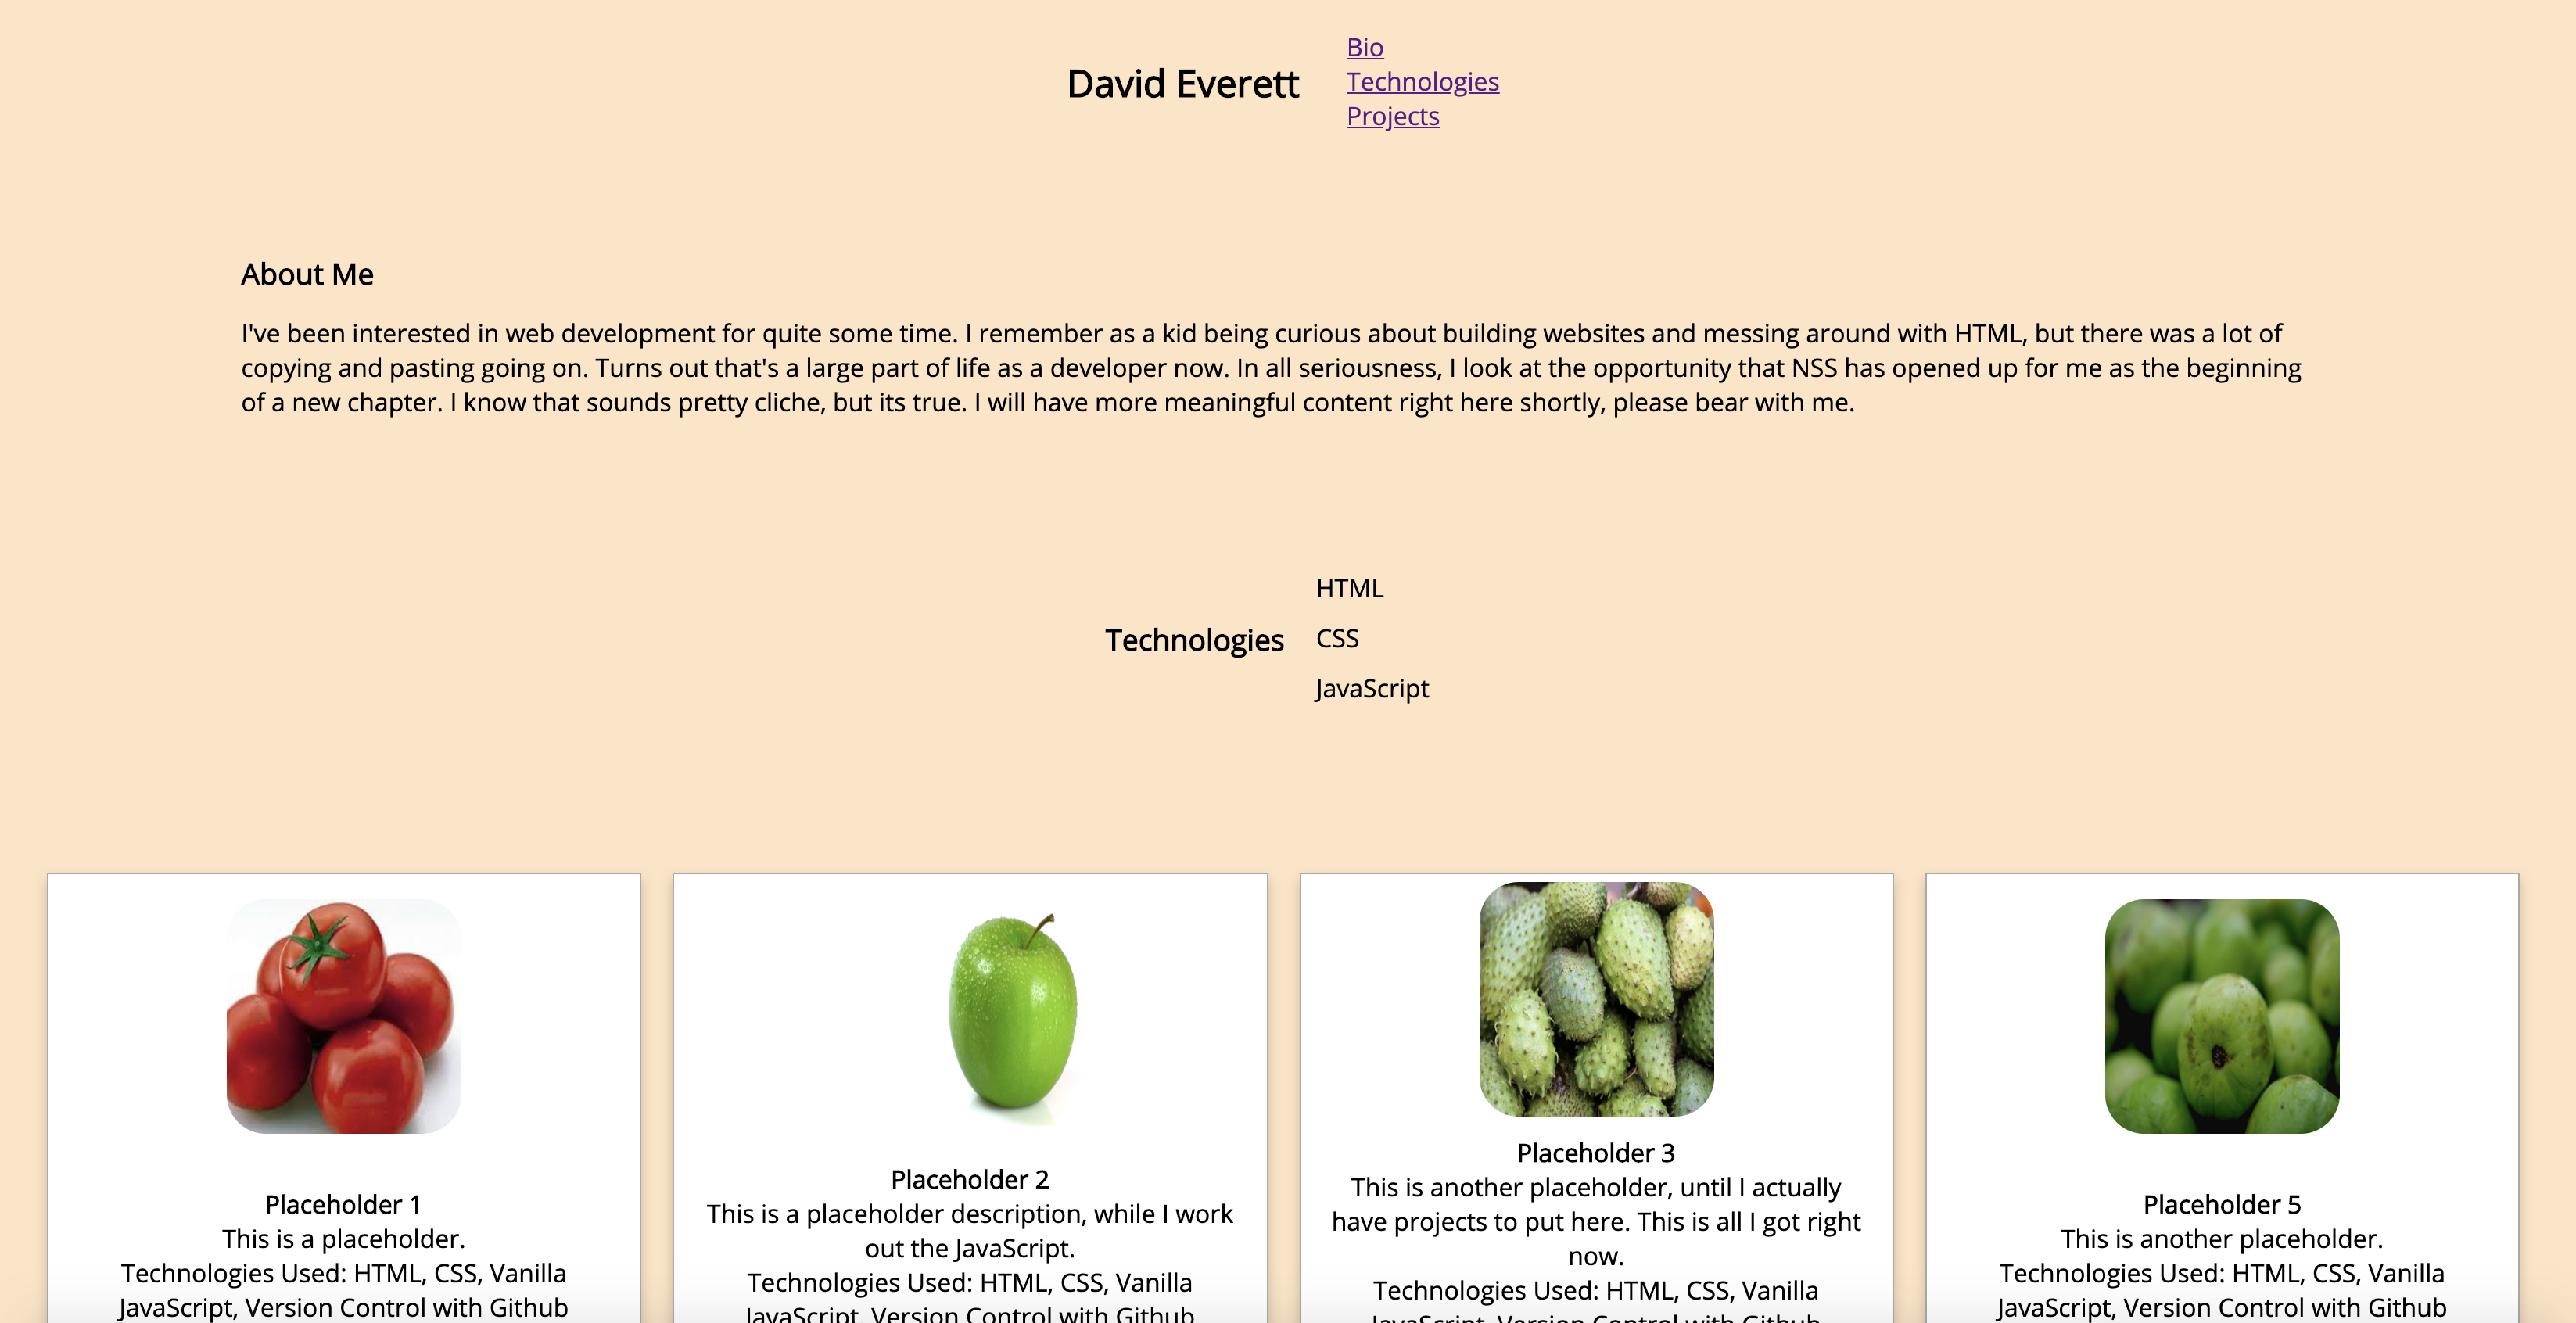 David Everett
Bio
Technologies
Projects
About Me
I've been interested in web development for quite some time. I remember as a kid being curious about building websites and messing around with HTML, but there was a lot of
copying and pasting going on. Turns out that's a large part of life as a developer now. In all seriousness, I look at the opportunity that NSS has opened up for me as the beginning
of a new chapter. I know that sounds pretty cliche, but its true. I will have more meaningful content right here shortly, please bear with me.
Technologies
HTML
CSS
JavaScript
Placeholder 1
This is a placeholder.
Technologies Used: HTML, CSS, Vanilla
JavaScript, Version Control with Github
Placeholder 2
This is a placeholder description, while I work
out the JavaScript.
Technologies Used: HTML, CSS, Vanilla
JavaScript, Version Control with Github
Placeholder 3
This is another placeholder, until I actually
have projects to put here. This is all I got right
now.
Technologies Used: HTML, CSS, Vanilla
JavaScript, Version Control with Github
Placeholder 5
This is another placeholder.
Technologies Used: HTML, CSS, Vanilla
JavaScript, Version Control with Github